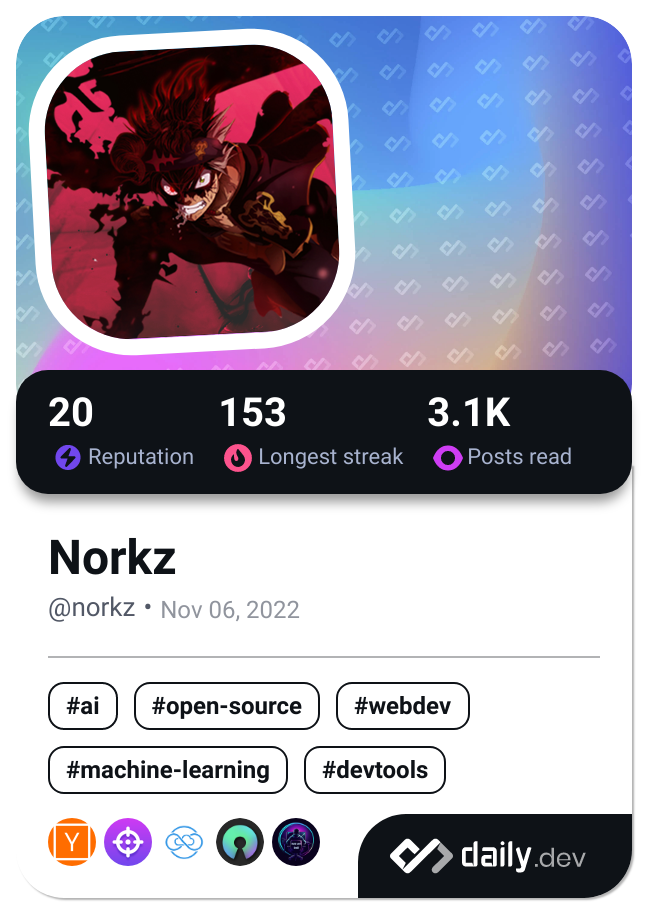 20 153 3.1K
Reputation Longest streak Posts read
Norkz
@norkz • Nov 06, 2022
#ai #open-source #webdev
#machine-learning #devtools
Y
daily.dev